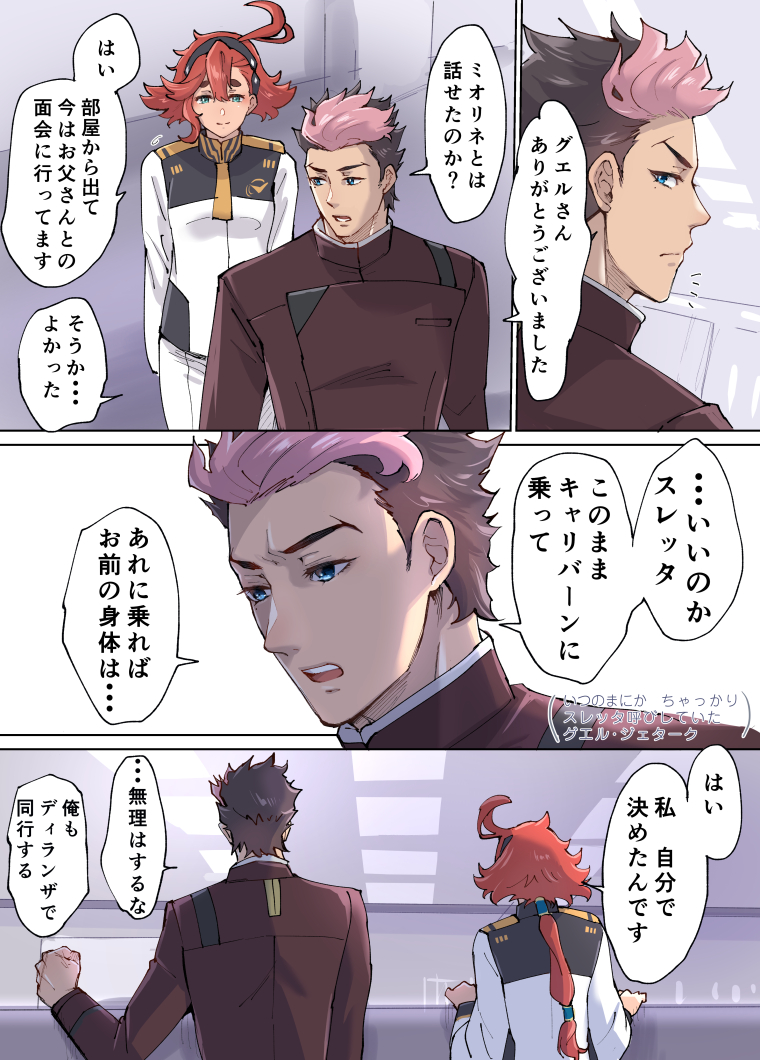 グエルさん
ありがとうございました
ミオリネとは
話せたのか？
はい
部屋から出て
今はお父さんとの
面会に行ってます
そうか・・・
よかった
・・・いいのか
スレッタ
このまま
キャリバーンに
乗って
あれに乗れば
お前の身体は・・・
(いつのまにか　ちゃっかり
スレッタ呼びしていた
グエル・ジェターク)
はい
私　自分で
決めたんです
・・・無理はするな
俺も
ディランザで
同行する